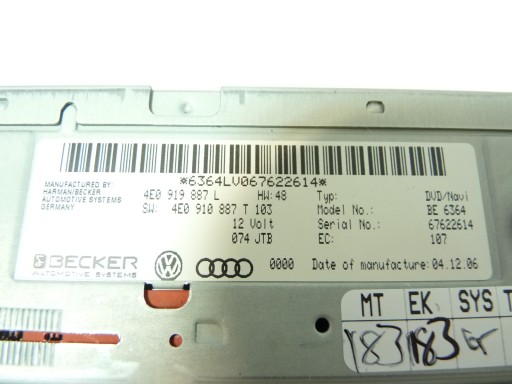 *6364LV067622614*
MANUFACTURED BY:
HARMAN/BECKER
AUTOMOTIVE SYSTEMS
GERMANY
4E0 919 887 L HW:48 Typ: DVD/Navi
SW: 4E0 910 887 T 103 Model No.: BE 6364
12 Volt Serial No.: 67622614
074 JTB EC: 107
BECKER
AUTOMOTIVE SYSTEMS
0000 Date of manufacture: 04.12.06
MT EK SYS T
183 183